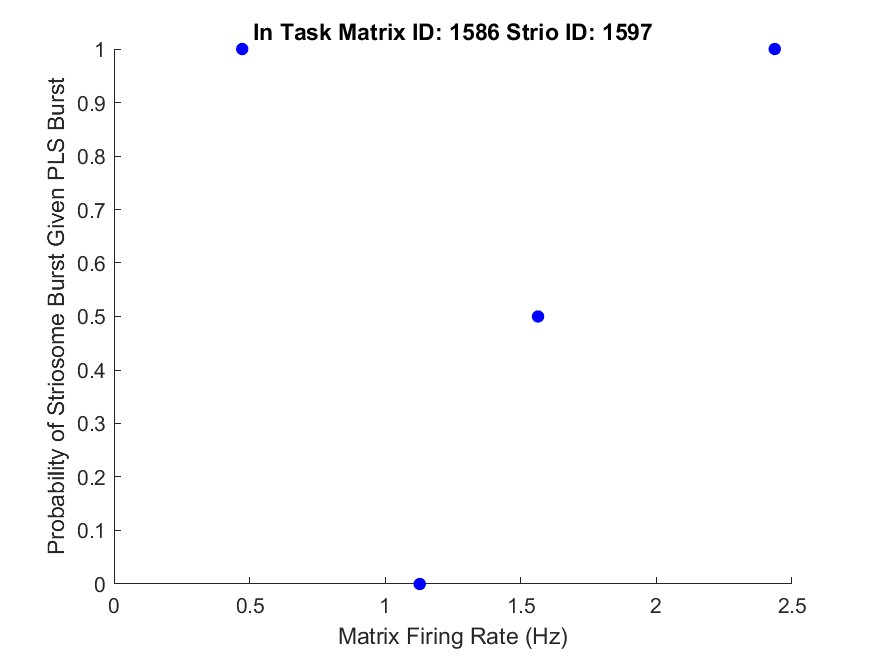 In Task Matrix ID: 1586 Strio ID: 1597
Probability of Striosome Burst Given PLS Burst
1
0.9
0.8
0.7
0.6
0.5
0.4
0.3
0.2
0.1
0
0 0.5 1 1.5 2 2.5
Matrix Firing Rate (Hz)